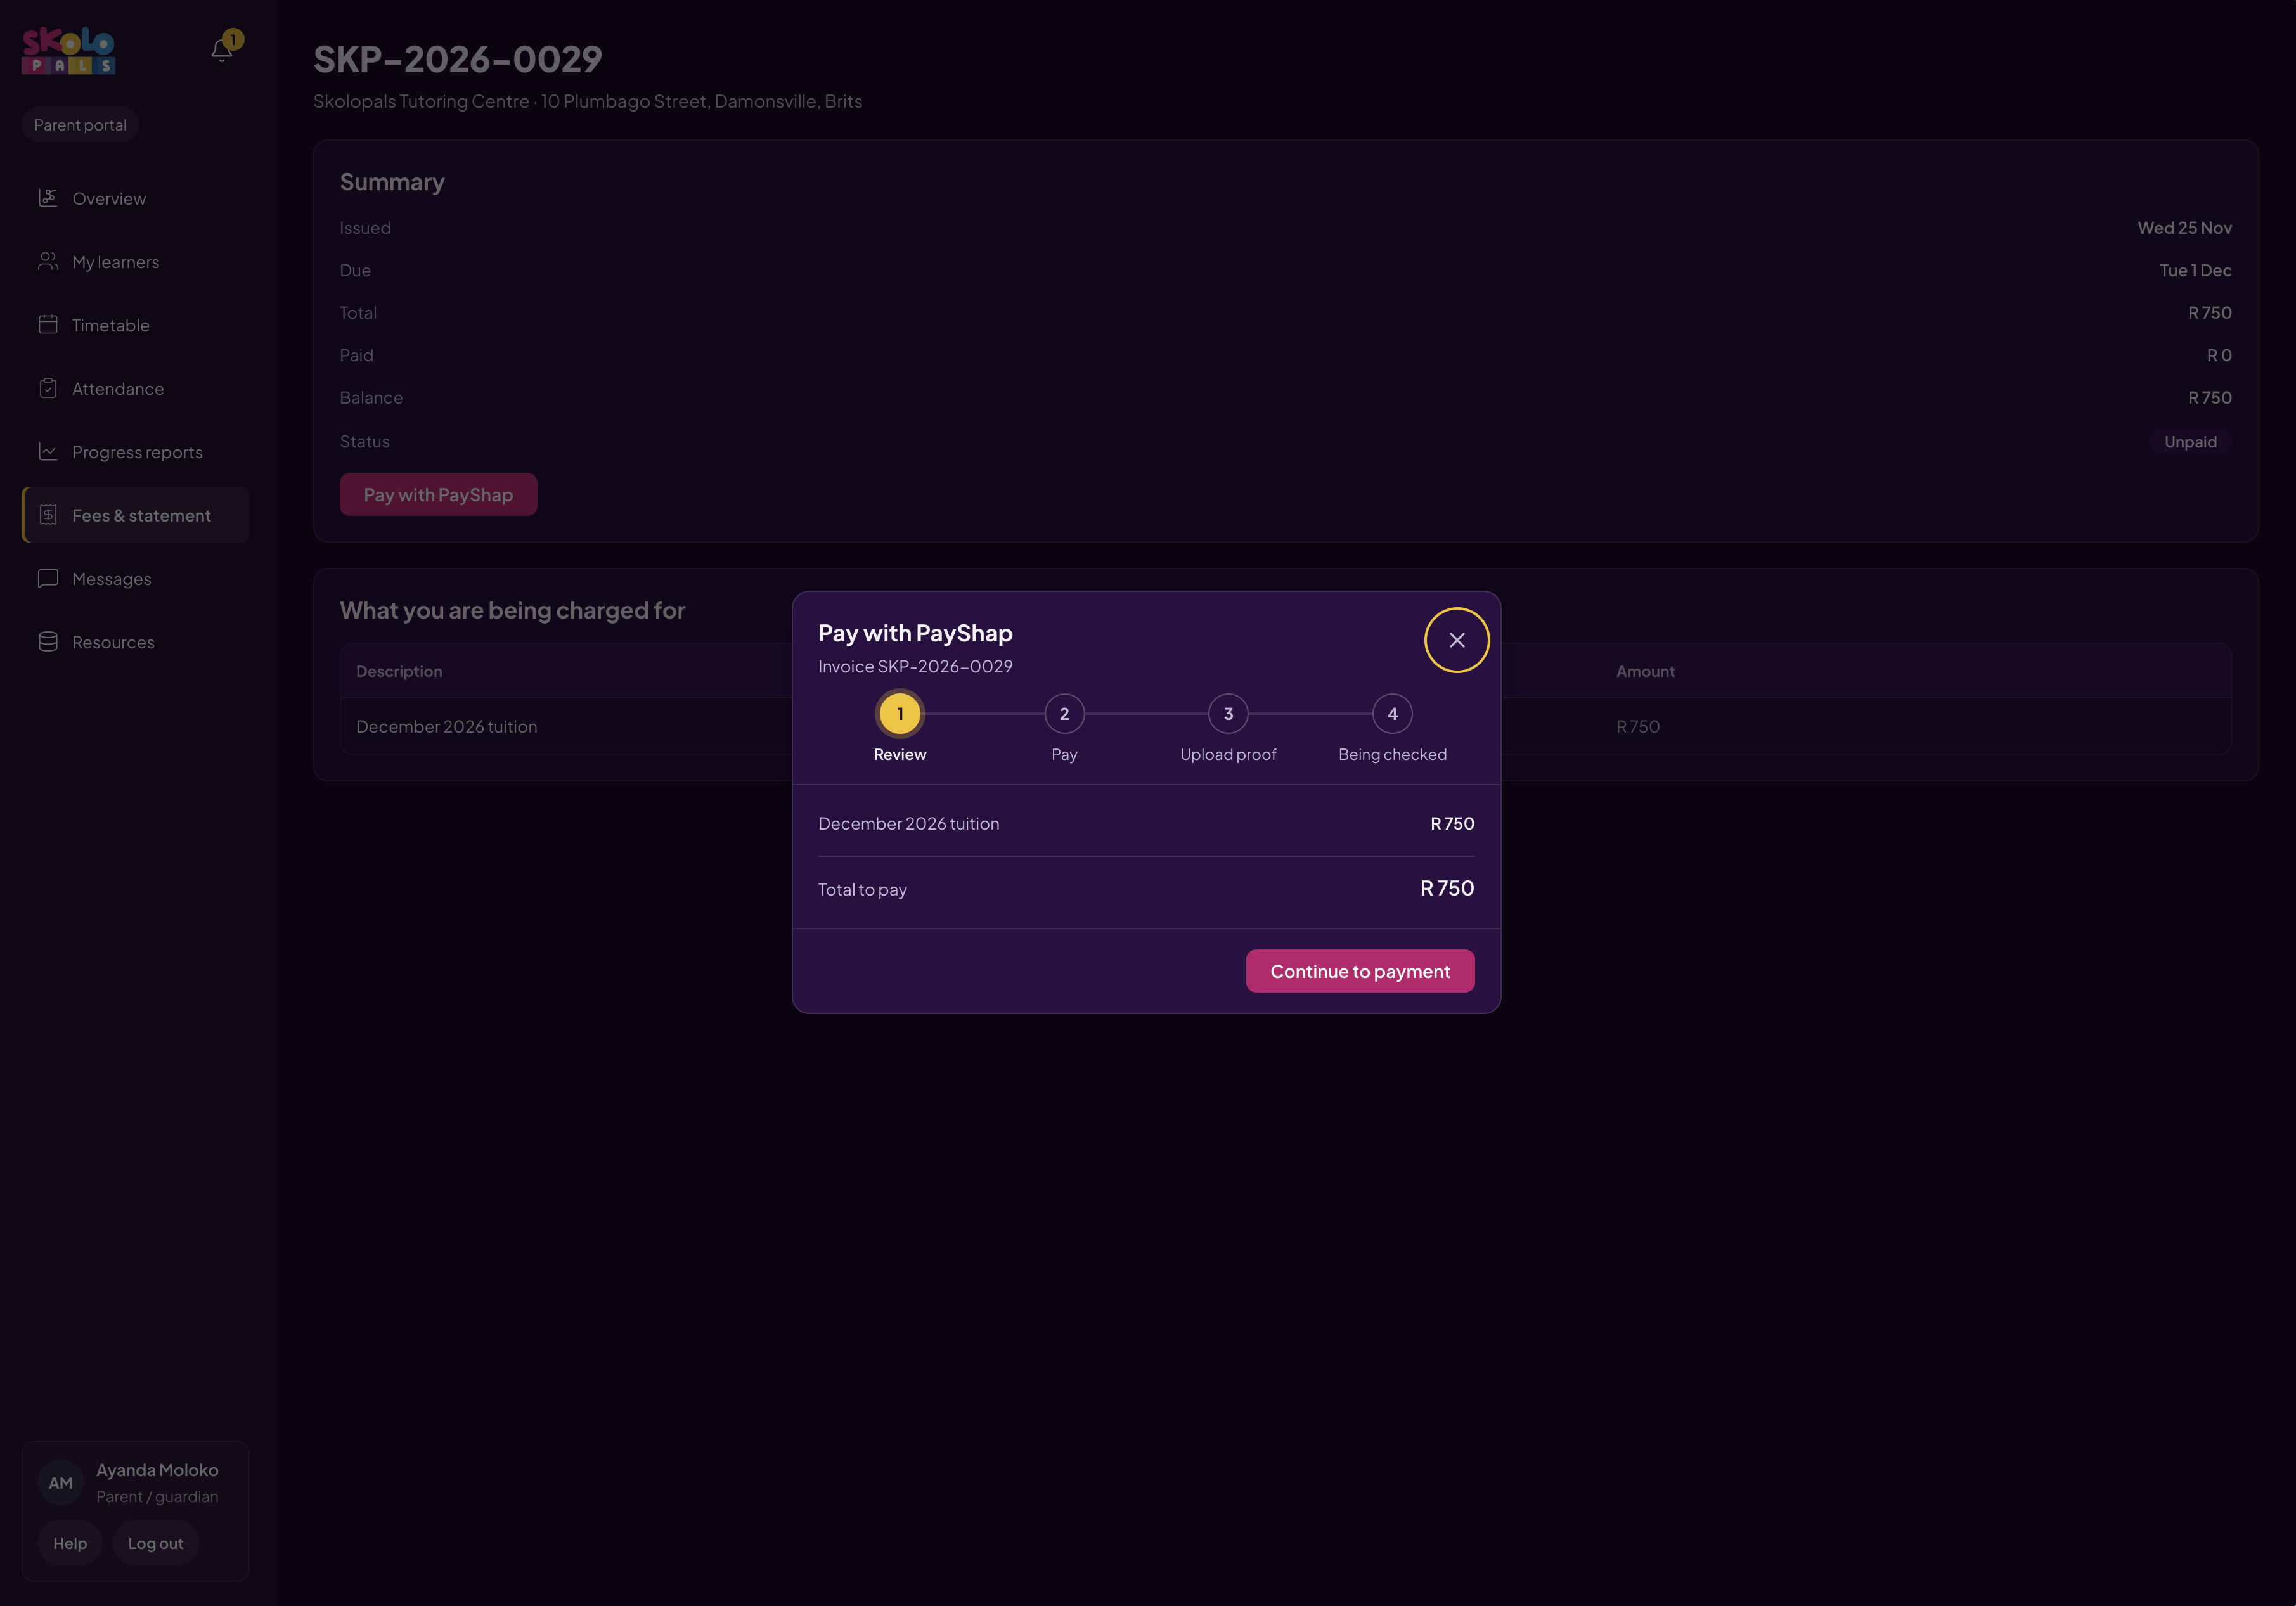 SKOLO
PALS
1
Parent portal
Overview
My learners
Timetable
Attendance
Progress reports
Fees & statement
Messages
Resources
AM
Ayanda Moloko
Parent / guardian
Help
Log out
SKP-2026-0029
Skolopals Tutoring Centre · 10 Plumbago Street, Damonsville, Brits
Summary
Issued Wed 25 Nov
Due Tue 1 Dec
Total R 750
Paid R 0
Balance R 750
Status Unpaid
Pay with PayShap
What you are being charged for
Description Amount
December 2026 tuition R 750
Pay with PayShap
Invoice SKP-2026-0029
1 2 3 4
Review Pay Upload proof Being checked
December 2026 tuition R 750
Total to pay R 750
Continue to payment